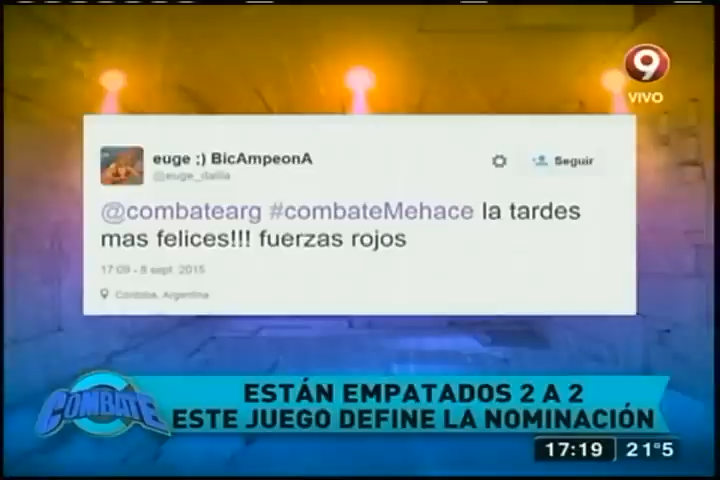 9
VIVO
euge ;) BicAmpeonA
@euge_dalila
Seguir
@combatearg #combateMehace la tardes
mas felices!!! fuerzas rojos
17:09 - 8 sept. 2015
Cordoba, Argentina
COMBATE
ESTÁN EMPATADOS 2 A 2
ESTE JUEGO DEFINE LA NOMINACIÓN
17:19 21°5